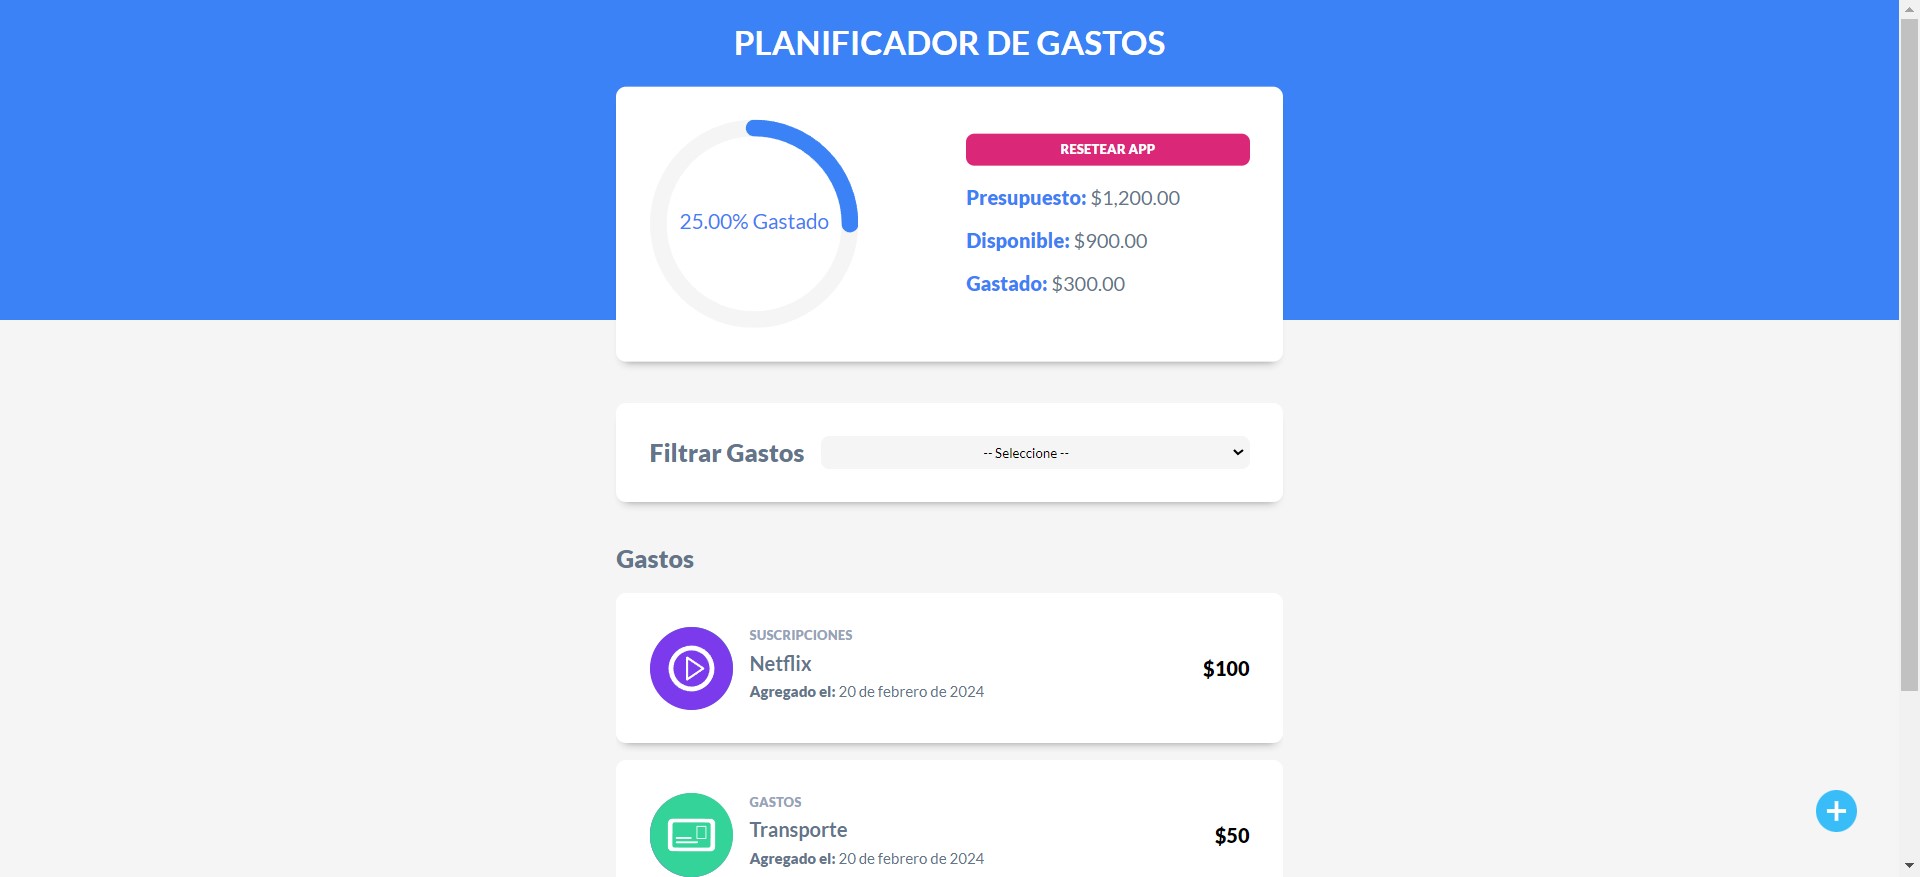 PLANIFICADOR DE GASTOS
25.00% Gastado
RESETEAR APP
Presupuesto: $1,200.00
Disponible: $900.00
Gastado: $300.00
Filtrar Gastos
-- Seleccione --
Gastos
SUSCRIPCIONES
Netflix
Agregado el: 20 de febrero de 2024
$100
GASTOS
Transporte
Agregado el: 20 de febrero de 2024
$50